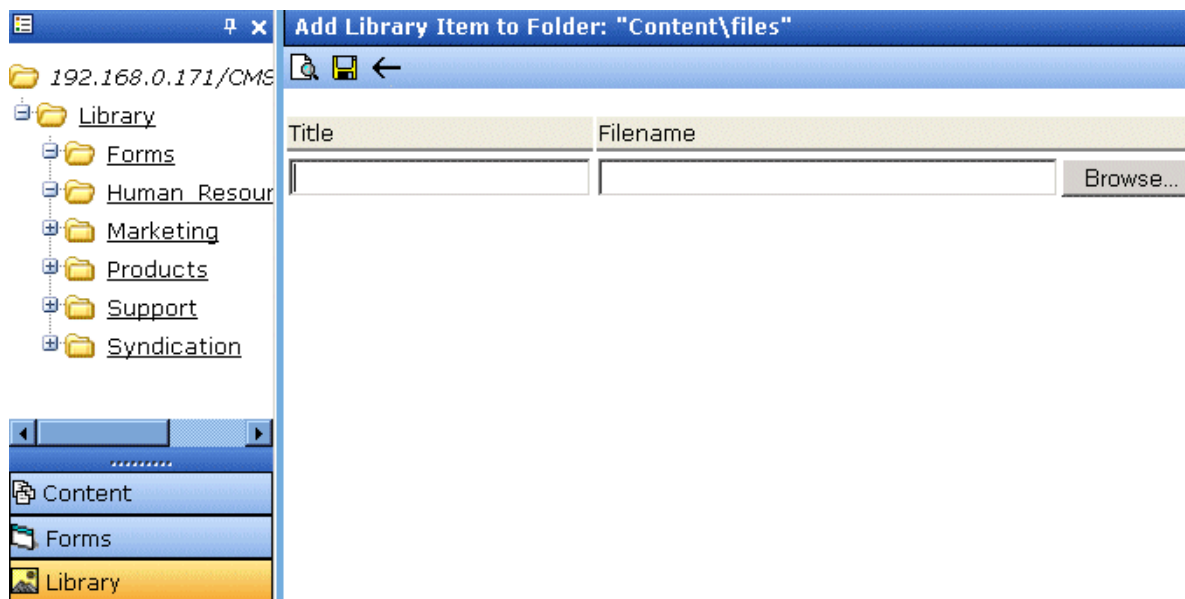 Add Library Item to Folder: "Content\files"
192.168.0.171/CMS
Library
Forms
Human_Resour
Marketing
Products
Support
Syndication
Title Filename
Browse...
Content
Forms
Library